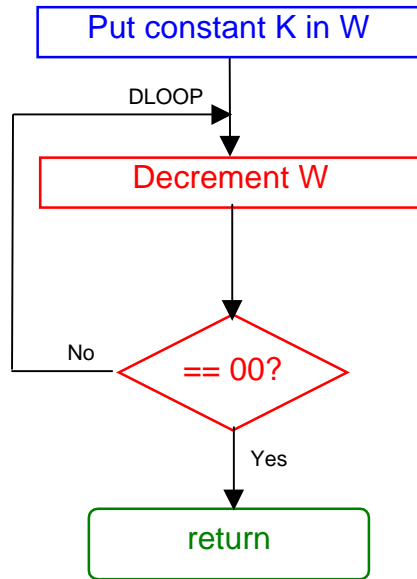 Put constant K in W
DLOOP
Decrement W
== 00?
No
Yes
return